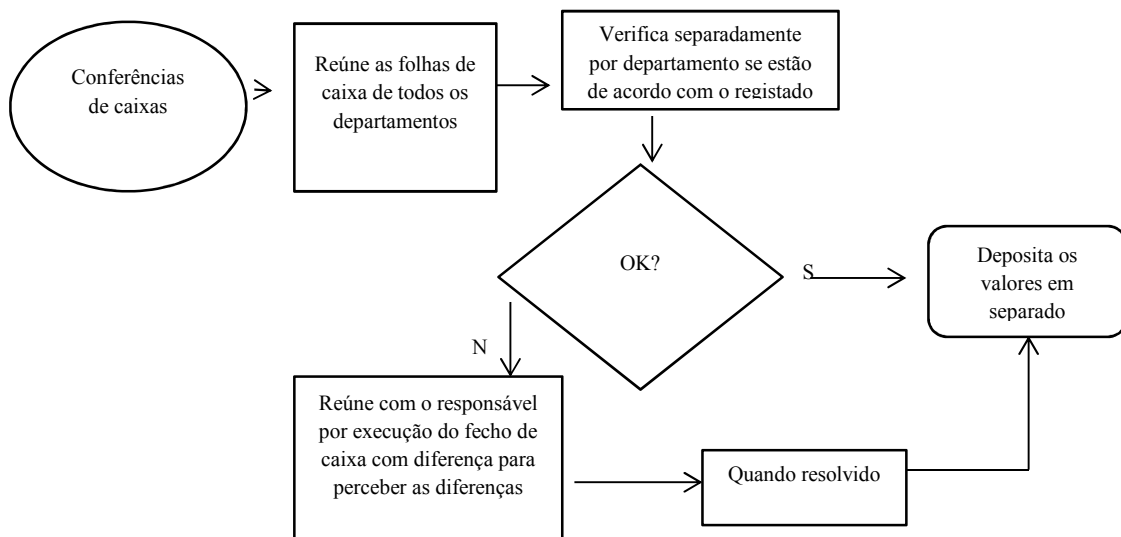 Conferências
de caixas
Reúne as folhas de
caixa de todos os
departamentos
Verifica separadamente
por departamento se estão
de acordo com o registado
OK?
S
Deposita os
valores em
separado
N
Reúne com o responsável
por execução do fecho de
caixa com diferença para
perceber as diferenças
Quando resolvido